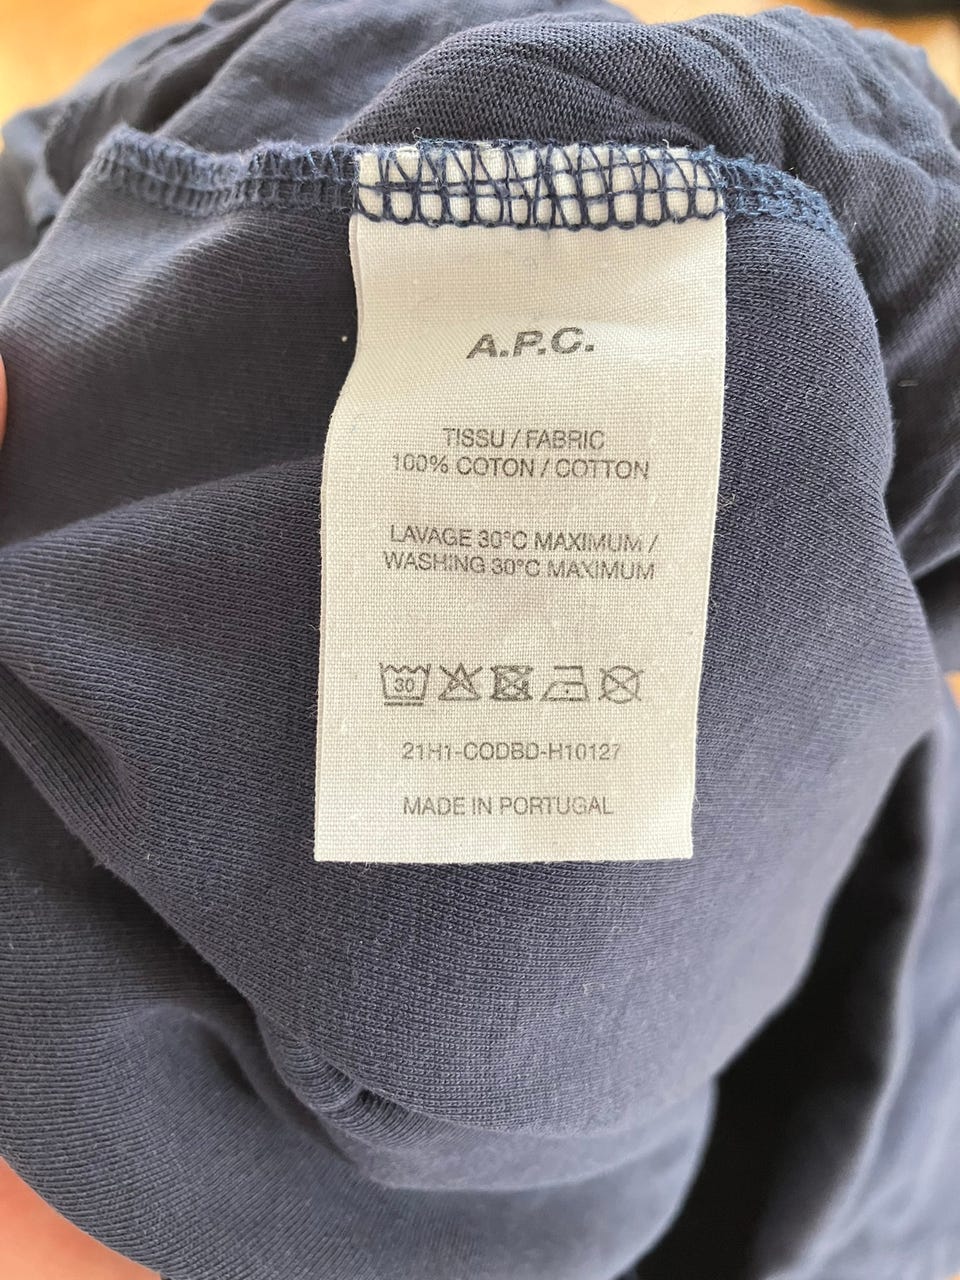 A.P.C.
TISSU / FABRIC
100% COTON / COTTON
LAVAGE 30°C MAXIMUM /
WASHING 30°C MAXIMUM
30
21H1-CODBD-H10127
MADE IN PORTUGAL